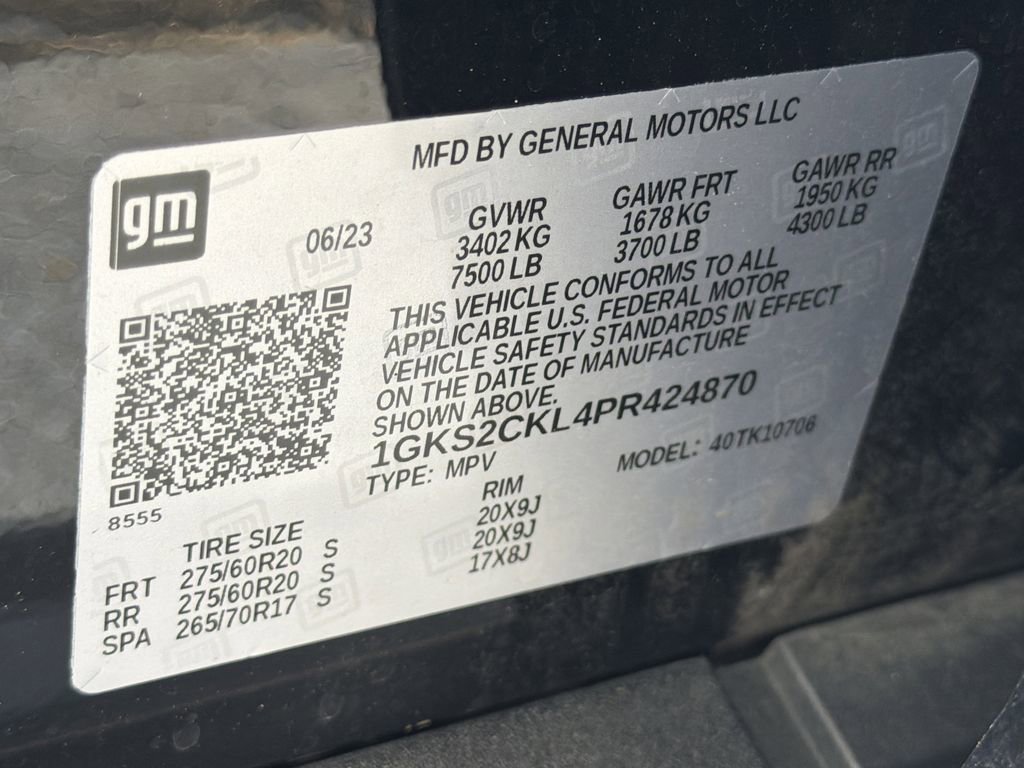 MFD BY GENERAL MOTORS LLC
gm
06/23
GVWR GAWR FRT GAWR RR
3402 KG 1678 KG 1950 KG
7500 LB 3700 LB 4300 LB
THIS VEHICLE CONFORMS TO ALL
APPLICABLE U.S. FEDERAL MOTOR
VEHICLE SAFETY STANDARDS IN EFFECT
ON THE DATE OF MANUFACTURE
SHOWN ABOVE.
1GKS2CKL4PR424870
TYPE: MPV MODEL: 40TK10706
8555
TIRE SIZE RIM
FRT 275/60R20 S 20X9J
RR 275/60R20 S 20X9J
SPA 265/70R17 S 17X8J